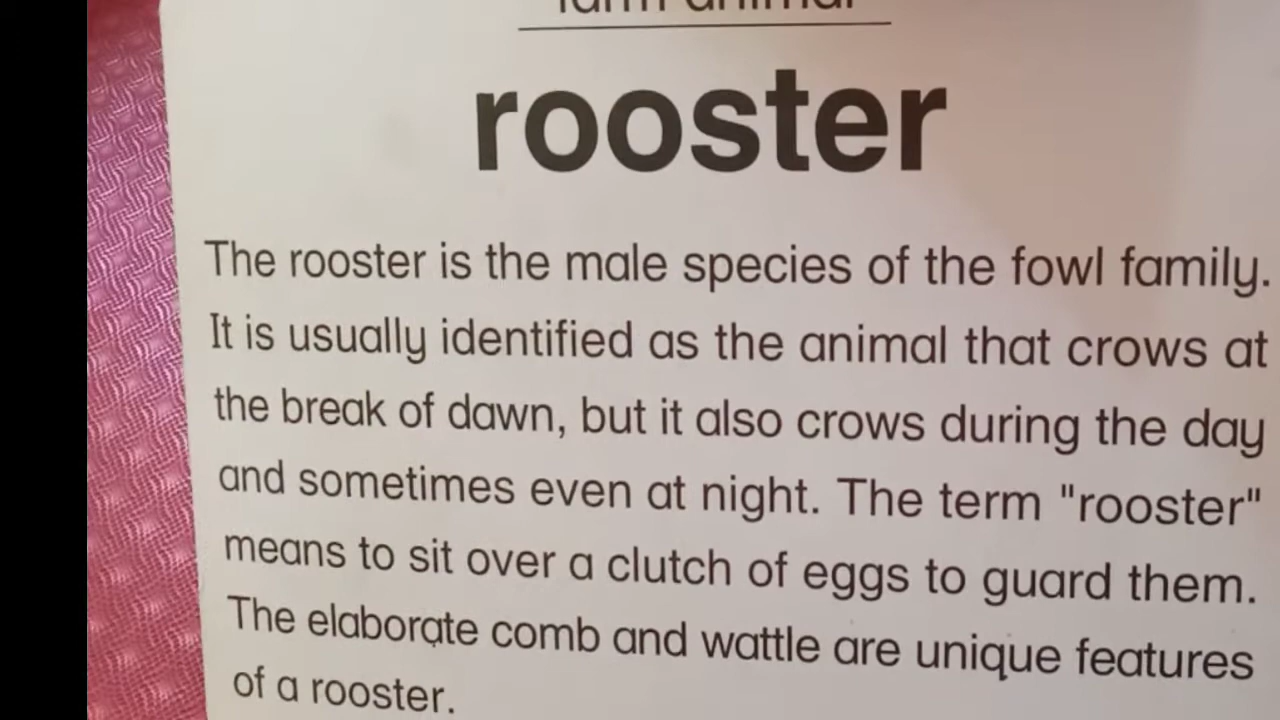 farm animal
rooster
The rooster is the male species of the fowl family.
It is usually identified as the animal that crows at
the break of dawn, but it also crows during the day
and sometimes even at night. The term "rooster"
means to sit over a clutch of eggs to guard them.
The elaborate comb and wattle are unique features
of a rooster.